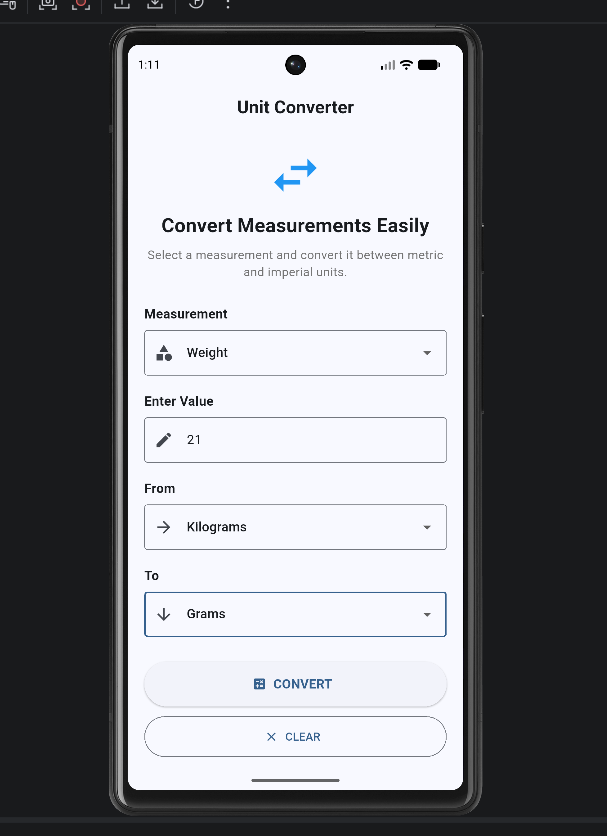 1:11
Unit Converter
Convert Measurements Easily
Select a measurement and convert it between metric
and imperial units.
Measurement
Weight
Enter Value
21
From
Kilograms
To
Grams
CONVERT
CLEAR